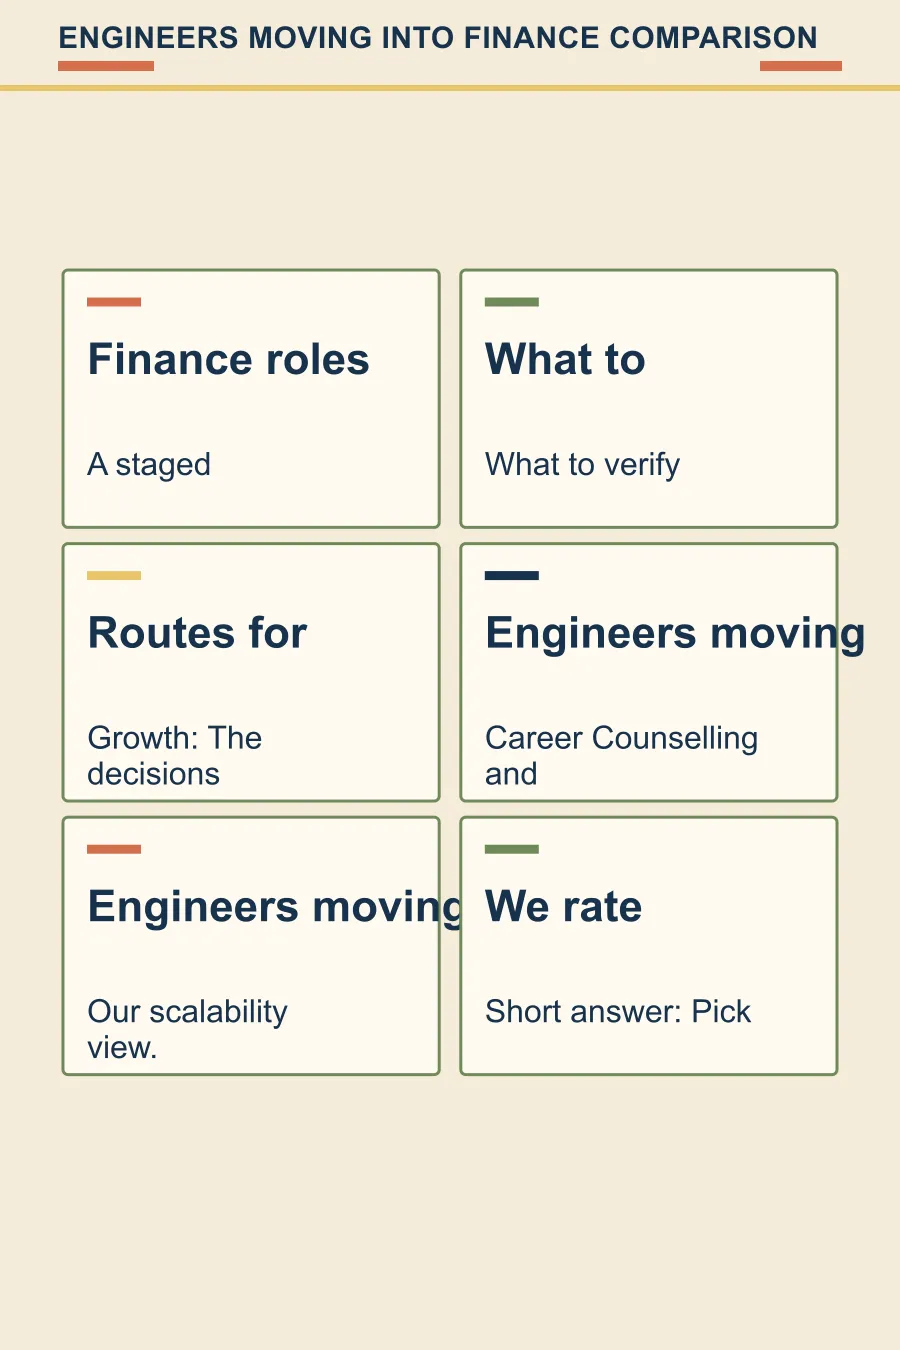 ENGINEERS MOVING INTO FINANCE COMPARISON
Finance roles
A staged
What to
What to verify
Routes for
Growth: The
decisions
Engineers moving
Career Counselling
and
Engineers moving
Our scalability
view.
We rate
Short answer: Pick